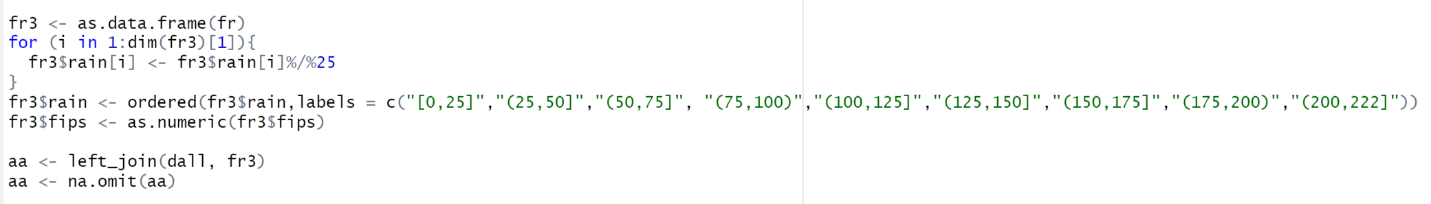 fr3 <- as.data.frame(fr)
for (i in 1:dim(fr3)[1]){
  fr3$rain[i] <- fr3$rain[i]%/%25
}
fr3$rain <- ordered(fr3$rain,labels = c("[0,25]","(25,50]","(50,75]", "(75,100)","(100,125]","(125,150]","(150,175]","(175,200)","(200,222]"))
fr3$fips <- as.numeric(fr3$fips)

aa <- left_join(dall, fr3)
aa <- na.omit(aa)